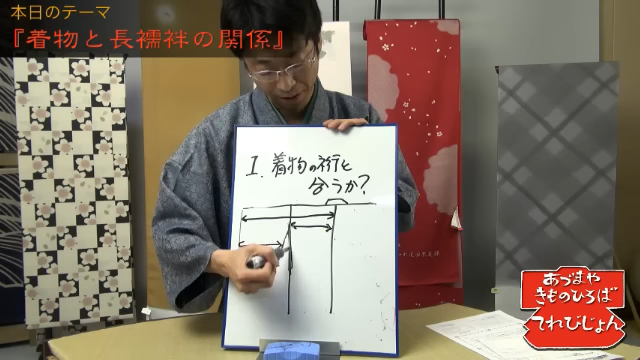 本日のテーマ
『着物と長襦袢の関係』
I. 着物の裄と
合うか?
あづまや
きものひろば
てれびじょん